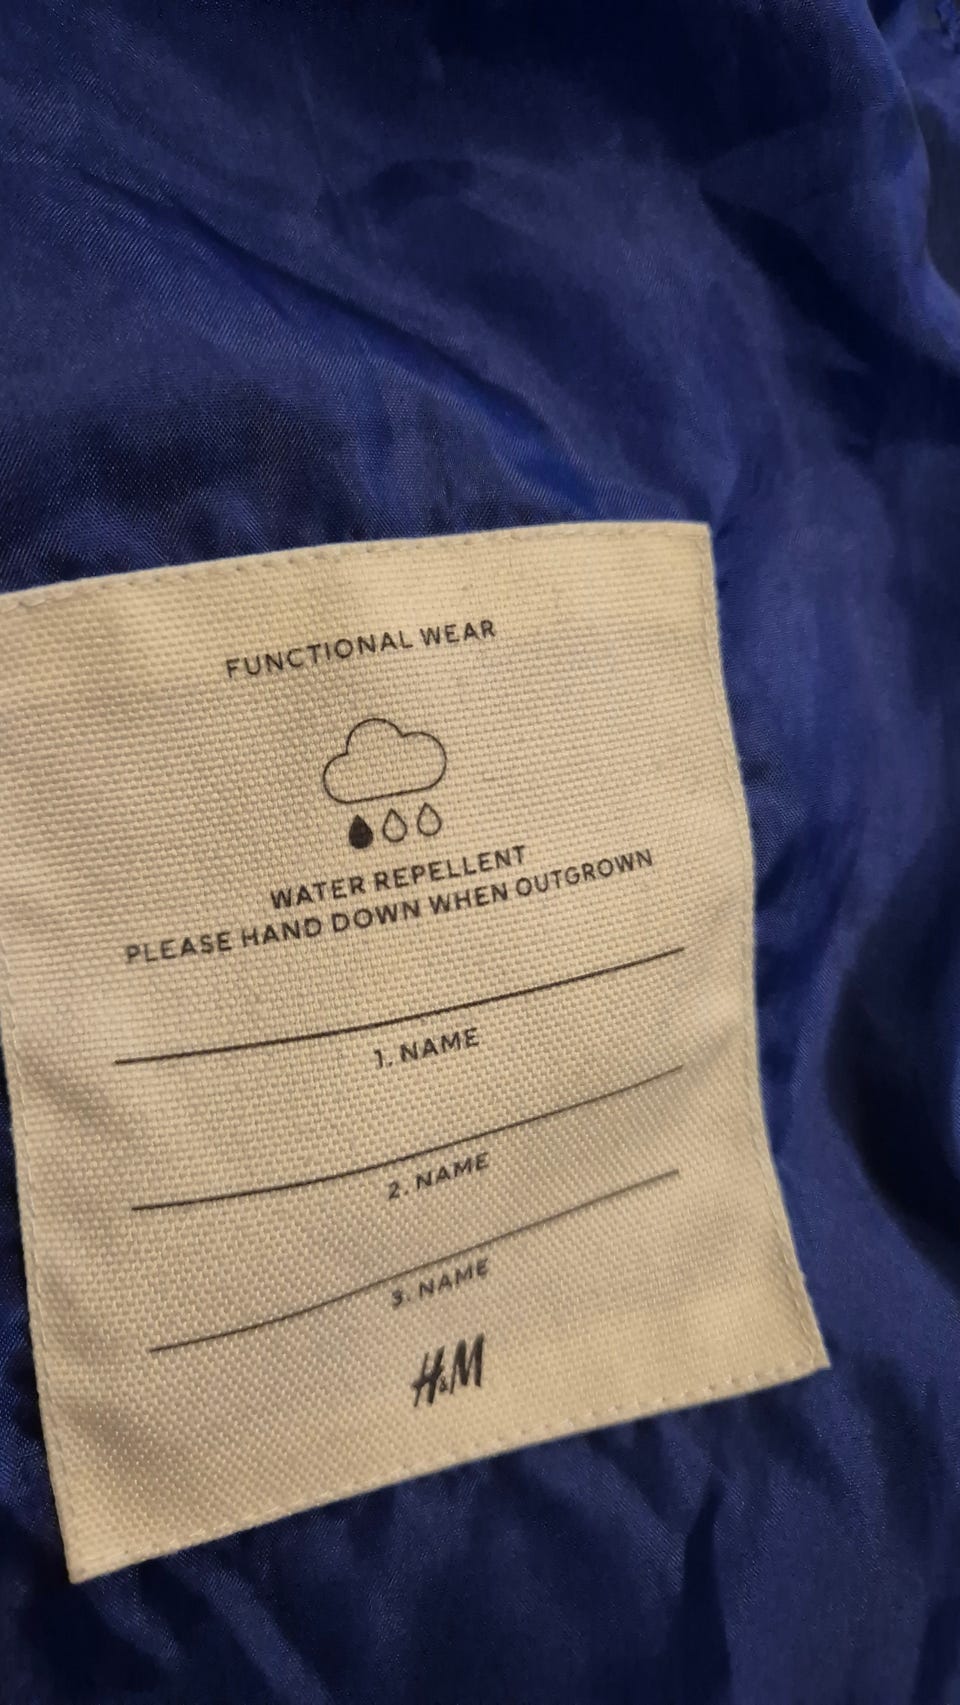 FUNCTIONAL WEAR
WATER REPELLENT
PLEASE HAND DOWN WHEN OUTGROWN
1. NAME
2. NAME
3. NAME
H&M